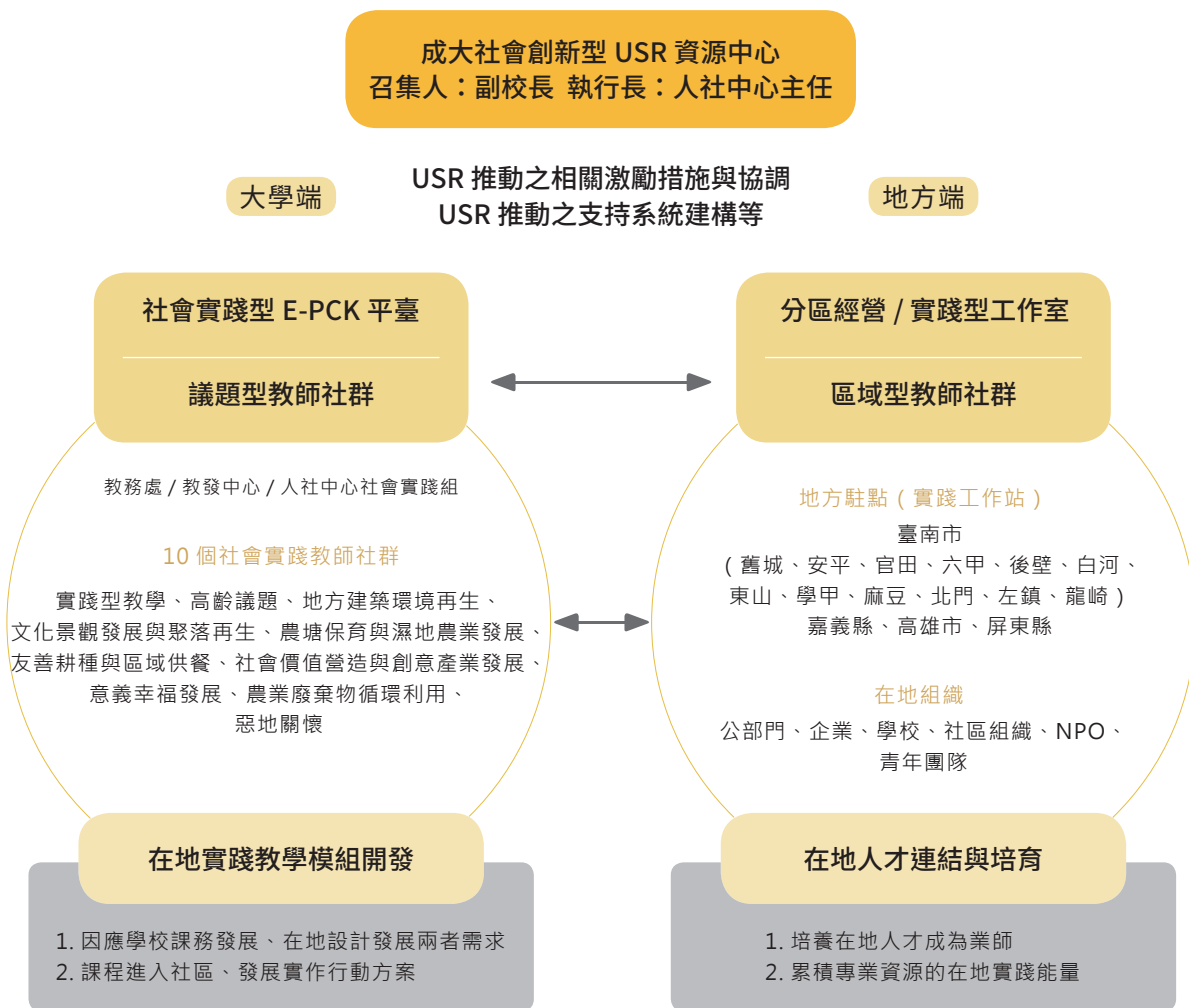 成大社會創新型 USR 資源中心
召集人：副校長 執行長：人社中心主任
大學端
USR 推動之相關激勵措施與協調
USR 推動之支持系統建構等
地方端
社會實踐型 E-PCK 平臺
議題型教師社群
教務處 / 教發中心 / 人社中心社會實踐組
10 個社會實踐教師社群
實踐型教學、高齡議題、地方建築環境再生、
文化景觀發展與聚落再生、農塘保育與濕地農業發展、
友善耕種與區域供餐、社會價值營造與創意產業發展、
意義幸福發展、農業廢棄物循環利用、
惡地關懷
在地實踐教學模組開發
1. 因應學校課務發展、在地設計發展兩者需求
2. 課程進入社區、發展實作行動方案
分區經營 / 實踐型工作室
區域型教師社群
地方駐點（實踐工作站）
臺南市
（舊城、安平、官田、六甲、後壁、白河、
東山、學甲、麻豆、北門、左鎮、龍崎）
嘉義縣、高雄市、屏東縣
在地組織
公部門、企業、學校、社區組織、NPO、
青年團隊
在地人才連結與培育
1. 培養在地人才成為業師
2. 累積專業資源的在地實踐能量